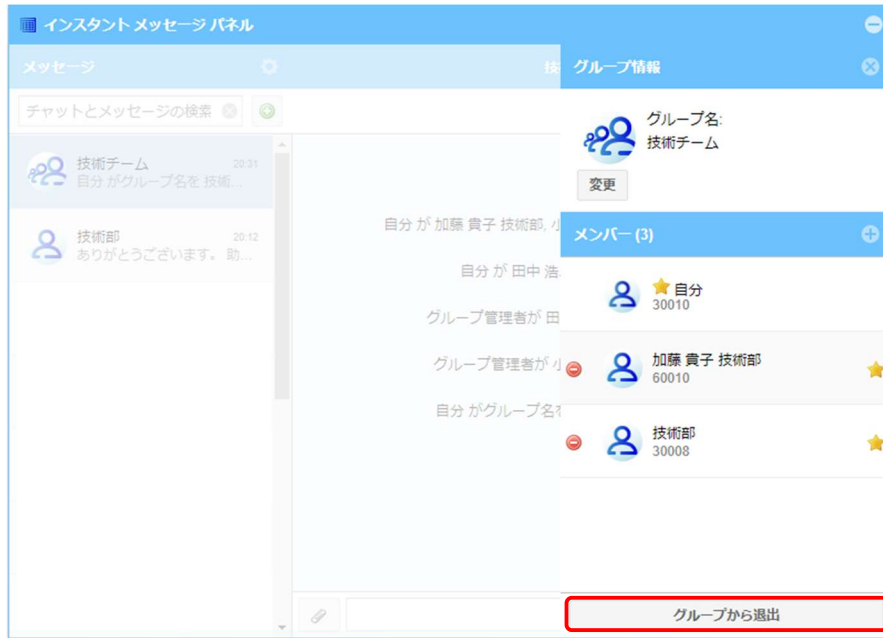 インスタント メッセージ パネル
メッセージ
技
チャットとメッセージの検索
技術チーム 20:31
自分 がグループ名を 技術...
技術部 20:12
ありがとうございます。 助...
自分 が 加藤 貴子 技術部,
自分 が 田中 浩
グループ管理者が 田
グループ管理者が 小
自分 がグループ名を
グループ情報
グループ名:
技術チーム
変更
メンバー (3)
自分
30010
加藤 貴子 技術部
60010
技術部
30008
グループから退出